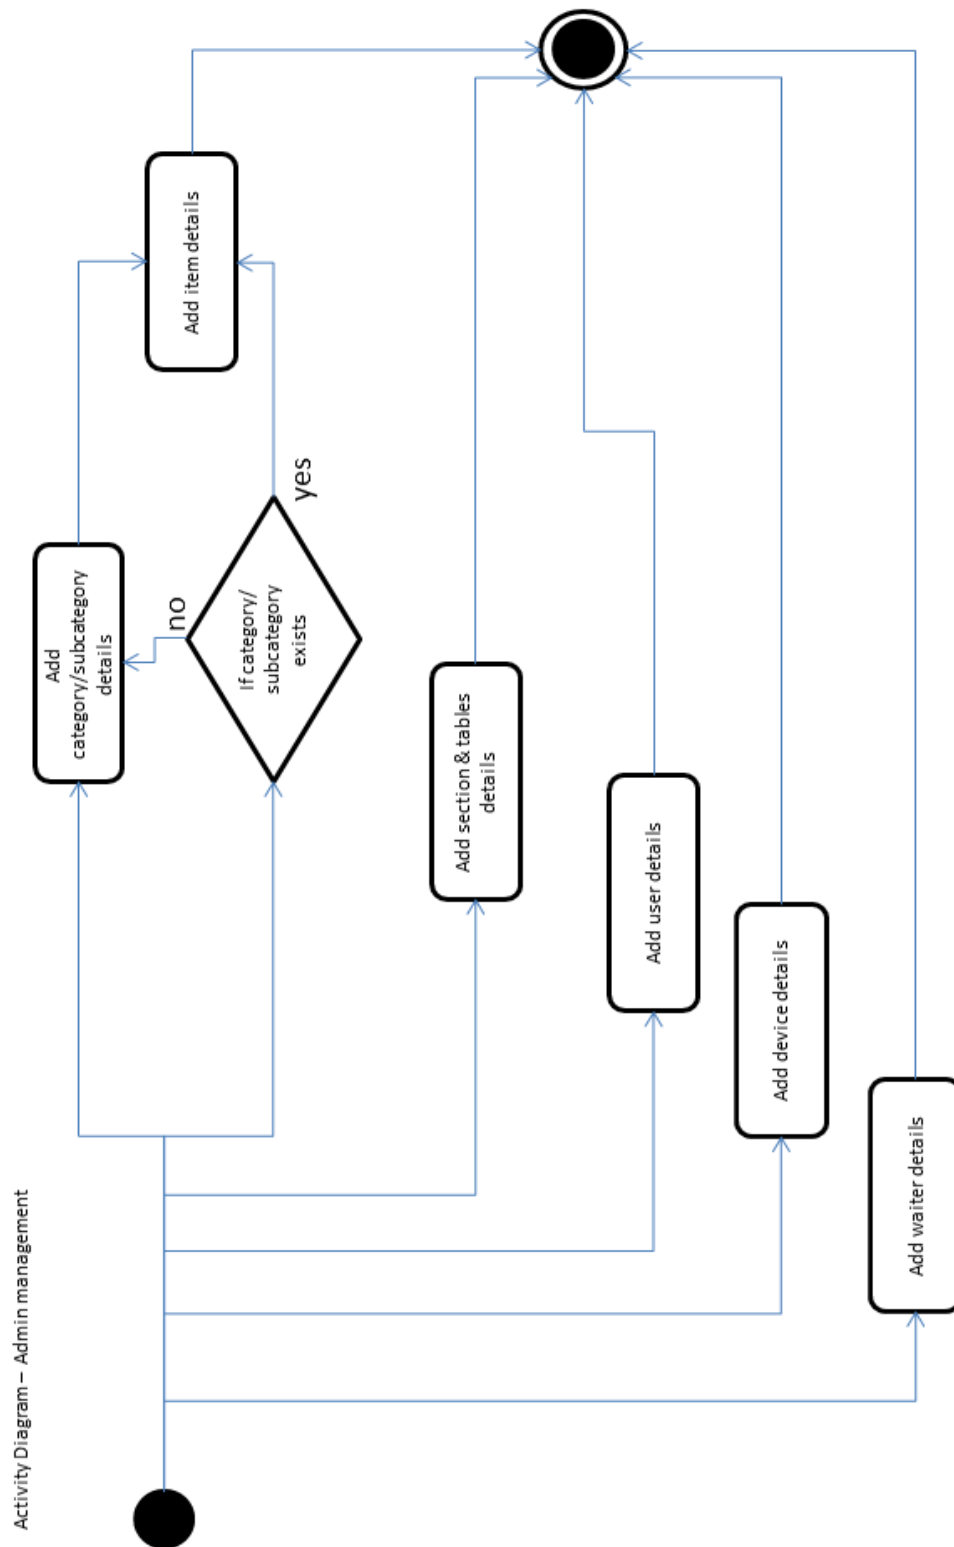 Activity Diagram – Admin management
Add
category/subcategory
details
no
If category/
subcategory
exists
yes
Add item details
Add section & tables
details
Add user details
Add device details
Add waiter details